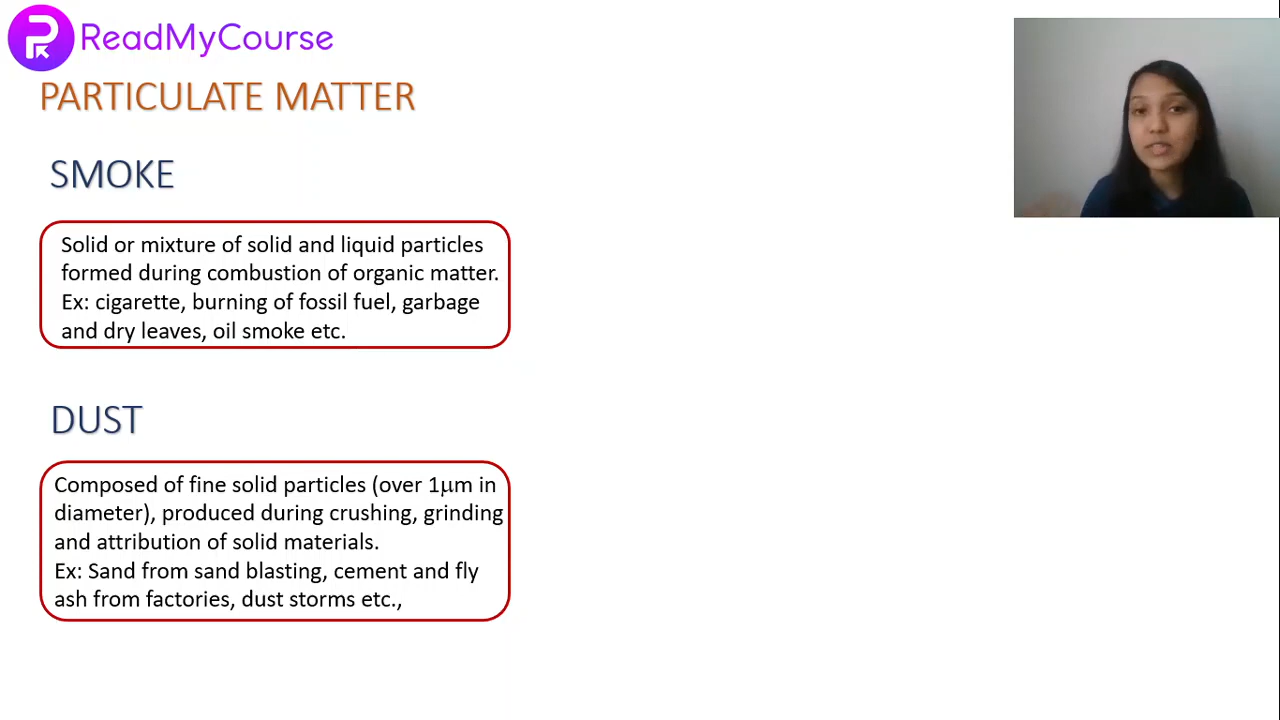 ReadMyCourse
PARTICULATE MATTER
SMOKE
Solid or mixture of solid and liquid particles
formed during combustion of organic matter.
Ex: cigarette, burning of fossil fuel, garbage
and dry leaves, oil smoke etc.
DUST
Composed of fine solid particles (over 1μm in
diameter), produced during crushing, grinding
and attribution of solid materials.
Ex: Sand from sand blasting, cement and fly
ash from factories, dust storms etc.,